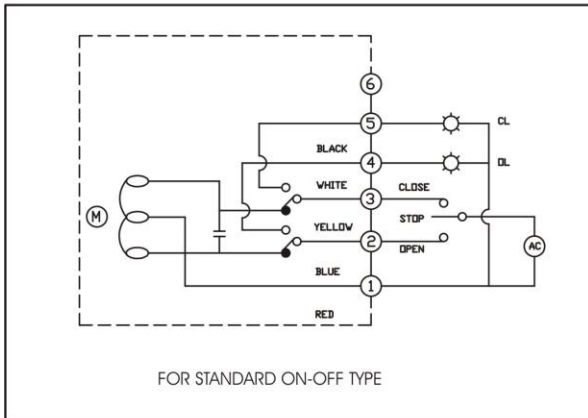 6
5 CL
BLACK
4 OL
WHITE 3 CLOSE
M STOP
YELLOW 2 OPEN AC
BLUE 1
RED
FOR STANDARD ON-OFF TYPE